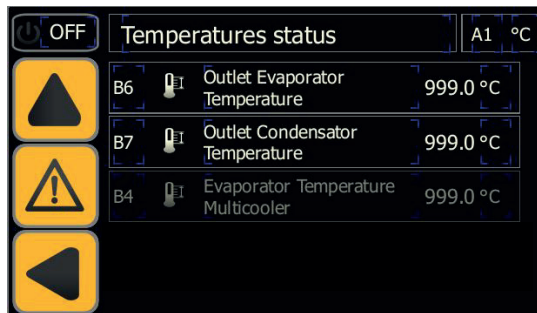 OFF Temperatures status A1 °C
B6 Outlet Evaporator Temperature 999.0 °C
B7 Outlet Condensator Temperature 999.0 °C
B4 Evaporator Temperature Multicooler 999.0 °C